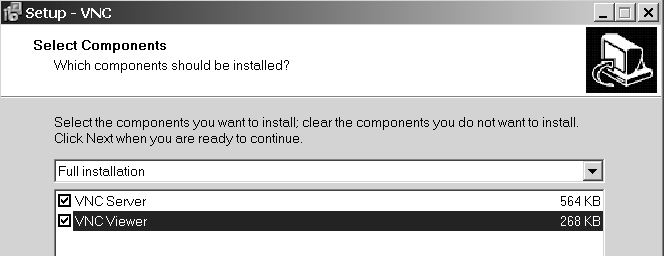 Setup - VNC
Select Components
Which components should be installed?
Select the components you want to install; clear the components you do not want to install.
Click Next when you are ready to continue.
Full installation
VNC Server 564 KB
VNC Viewer 268 KB